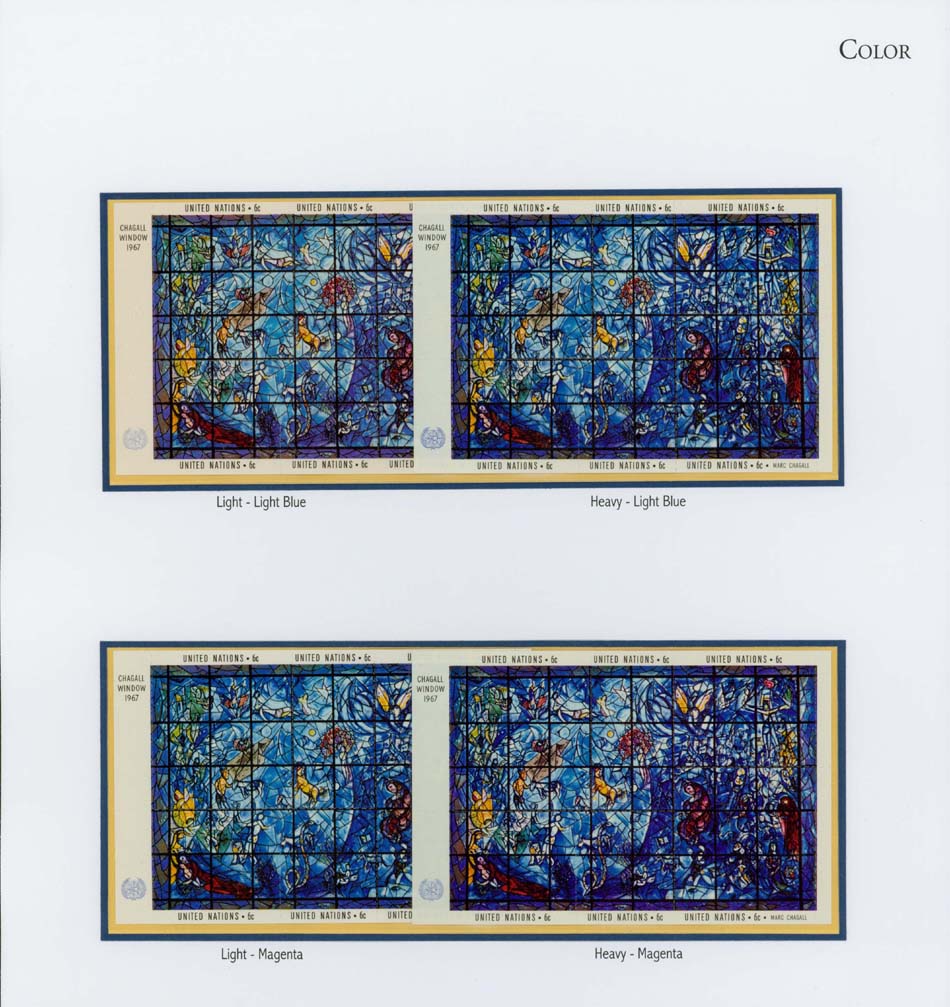 COLOR
UNITED NATIONS • 6c UNITED NATIONS • 6c U UNITED NATIONS • 6c UNITED NATIONS • 6c UNITED NATIONS • 6c
CHAGALL
WINDOW
1967
CHAGALL
WINDOW
1967
UNITED NATIONS • 6c UNITED NATIONS • 6c UNITED UNITED NATIONS • 6c UNITED NATIONS • 6c UNITED NATIONS • 6c • MARC CHAGALL
Light - Light Blue Heavy - Light Blue
UNITED NATIONS • 6c UNITED NATIONS • 6c U UNITED NATIONS • 6c UNITED NATIONS • 6c UNITED NATIONS • 6c
CHAGALL
WINDOW
1967
CHAGALL
WINDOW
1967
UNITED NATIONS • 6c UNITED NATIONS • 6c UNITED UNITED NATIONS • 6c UNITED NATIONS • 6c UNITED NATIONS • 6c • MARC CHAGALL
Light - Magenta Heavy - Magenta